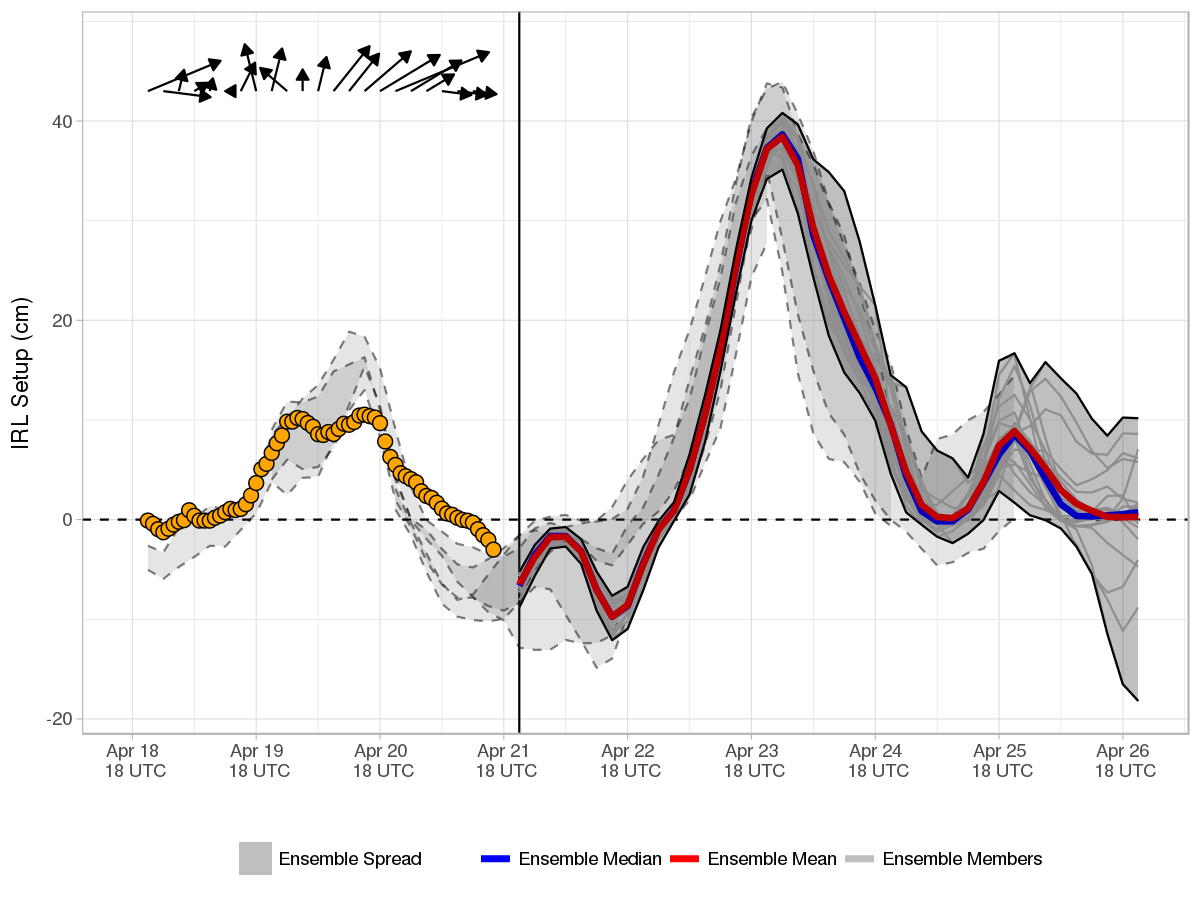 IRL Setup (cm)
40
20
0
-20
Apr 18
18 UTC
Apr 19
18 UTC
Apr 20
18 UTC
Apr 21
18 UTC
Apr 22
18 UTC
Apr 23
18 UTC
Apr 24
18 UTC
Apr 25
18 UTC
Apr 26
18 UTC
Ensemble Spread
Ensemble Median
Ensemble Mean
Ensemble Members